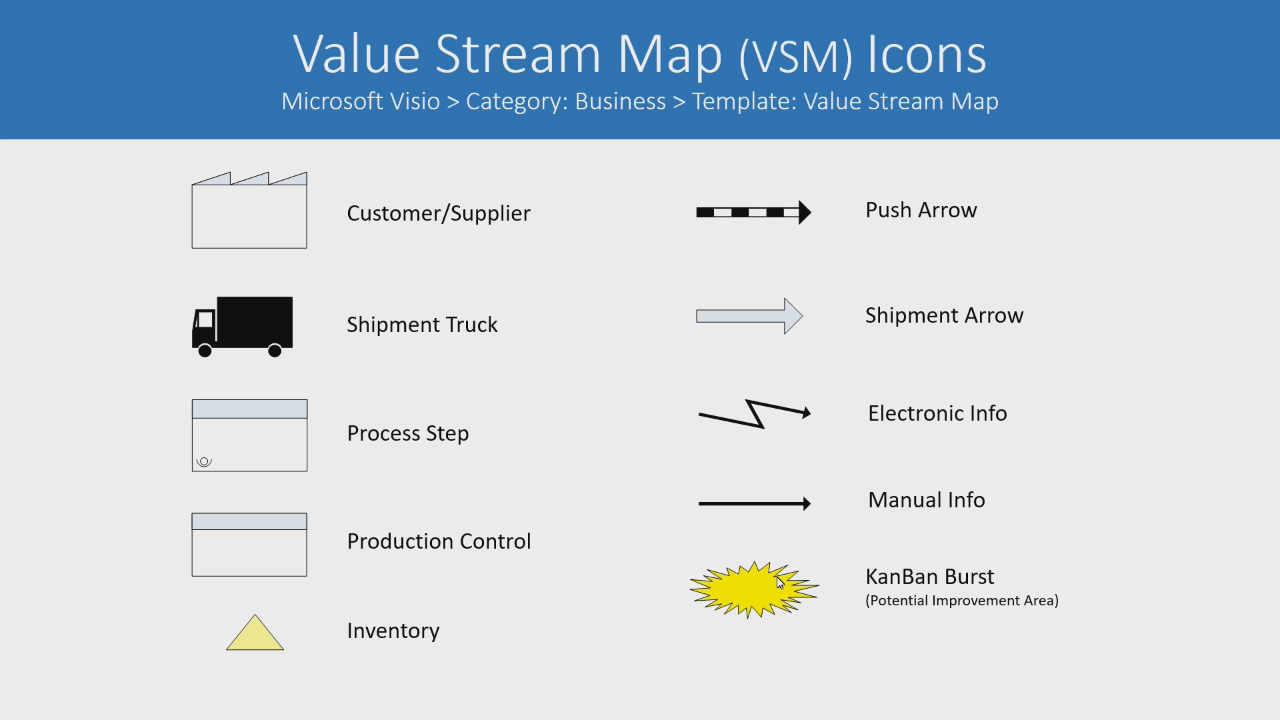 Value Stream Map (VSM) Icons
Microsoft Visio > Category: Business > Template: Value Stream Map
Customer/Supplier
Shipment Truck
Process Step
Production Control
Inventory
Push Arrow
Shipment Arrow
Electronic Info
Manual Info
KanBan Burst
(Potential Improvement Area)